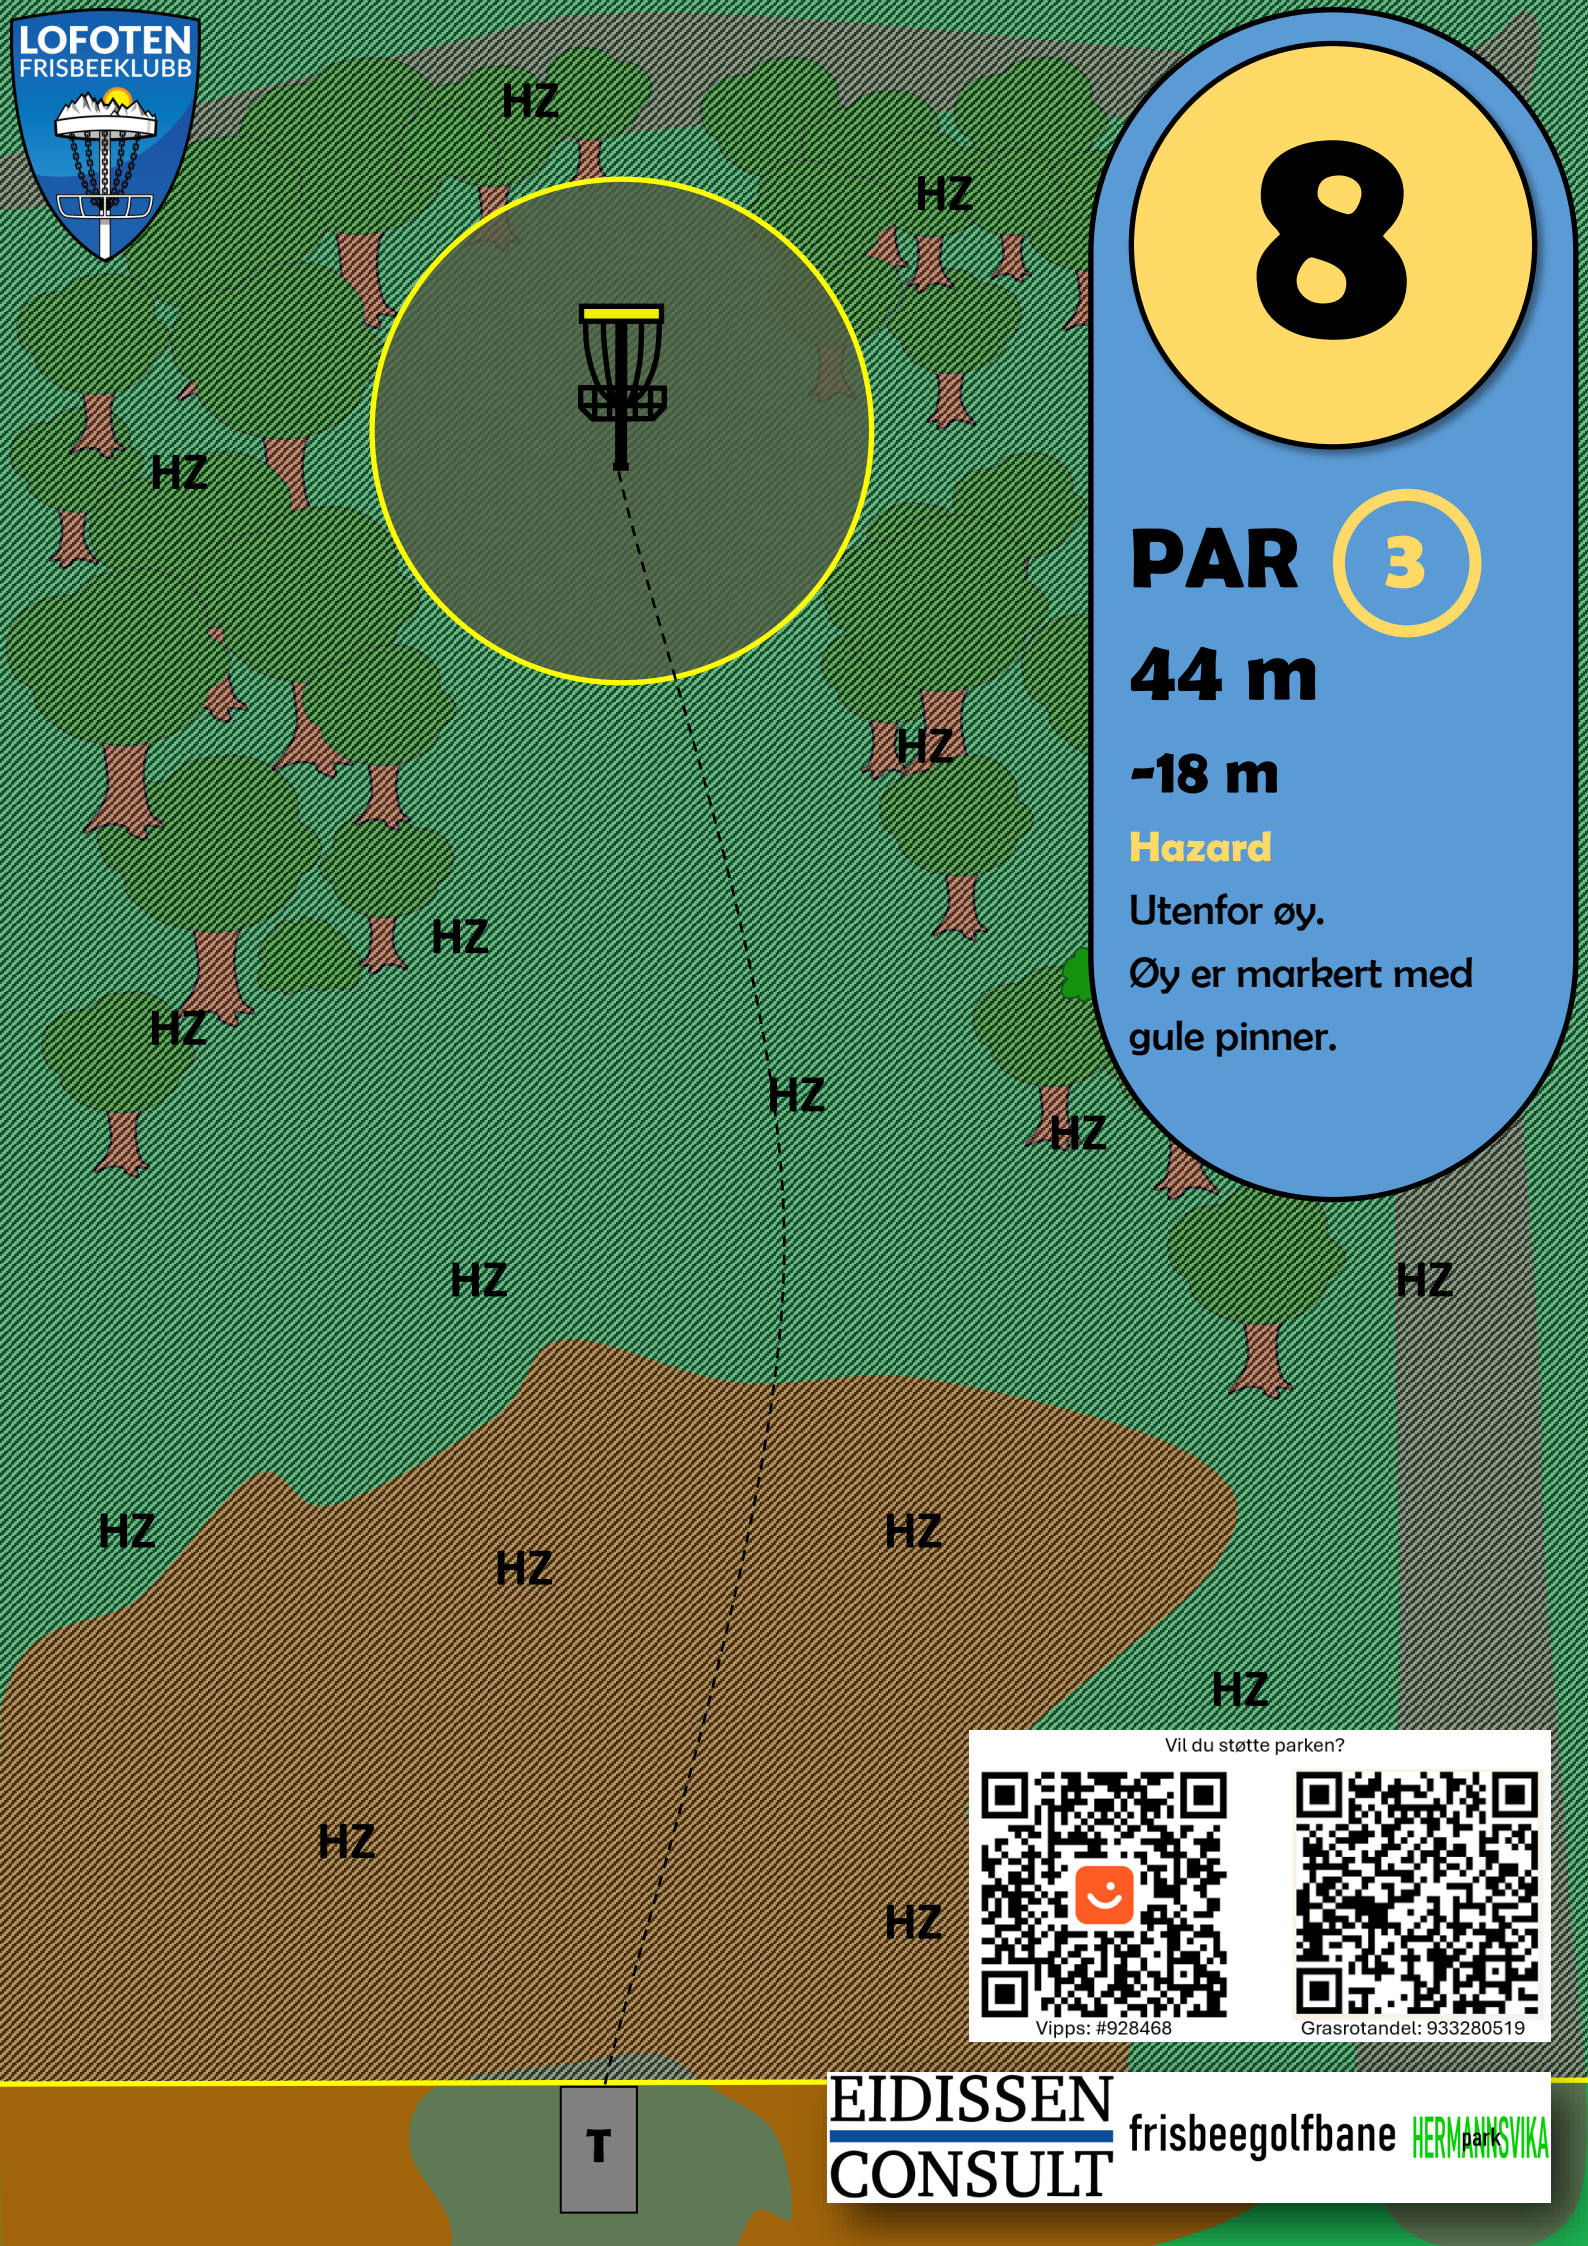 LOFOTEN
FRISBEEKLUBB
HZ
HZ
8
HZ
PAR 3
44 m
HZ
-18 m
Hazard
Utenfor øy.
HZ
Øy er markert med
HZ
gule pinner.
HZ
HZ
HZ
HZ
HZ
HZ
HZ
HZ
Vil du støtte parken?
HZ
HZ
Vipps: #928468
Grasrotandel: 933280519
T
EIDISSEN
CONSULT
frisbeegolfbane
HERMANNSVIKA
park